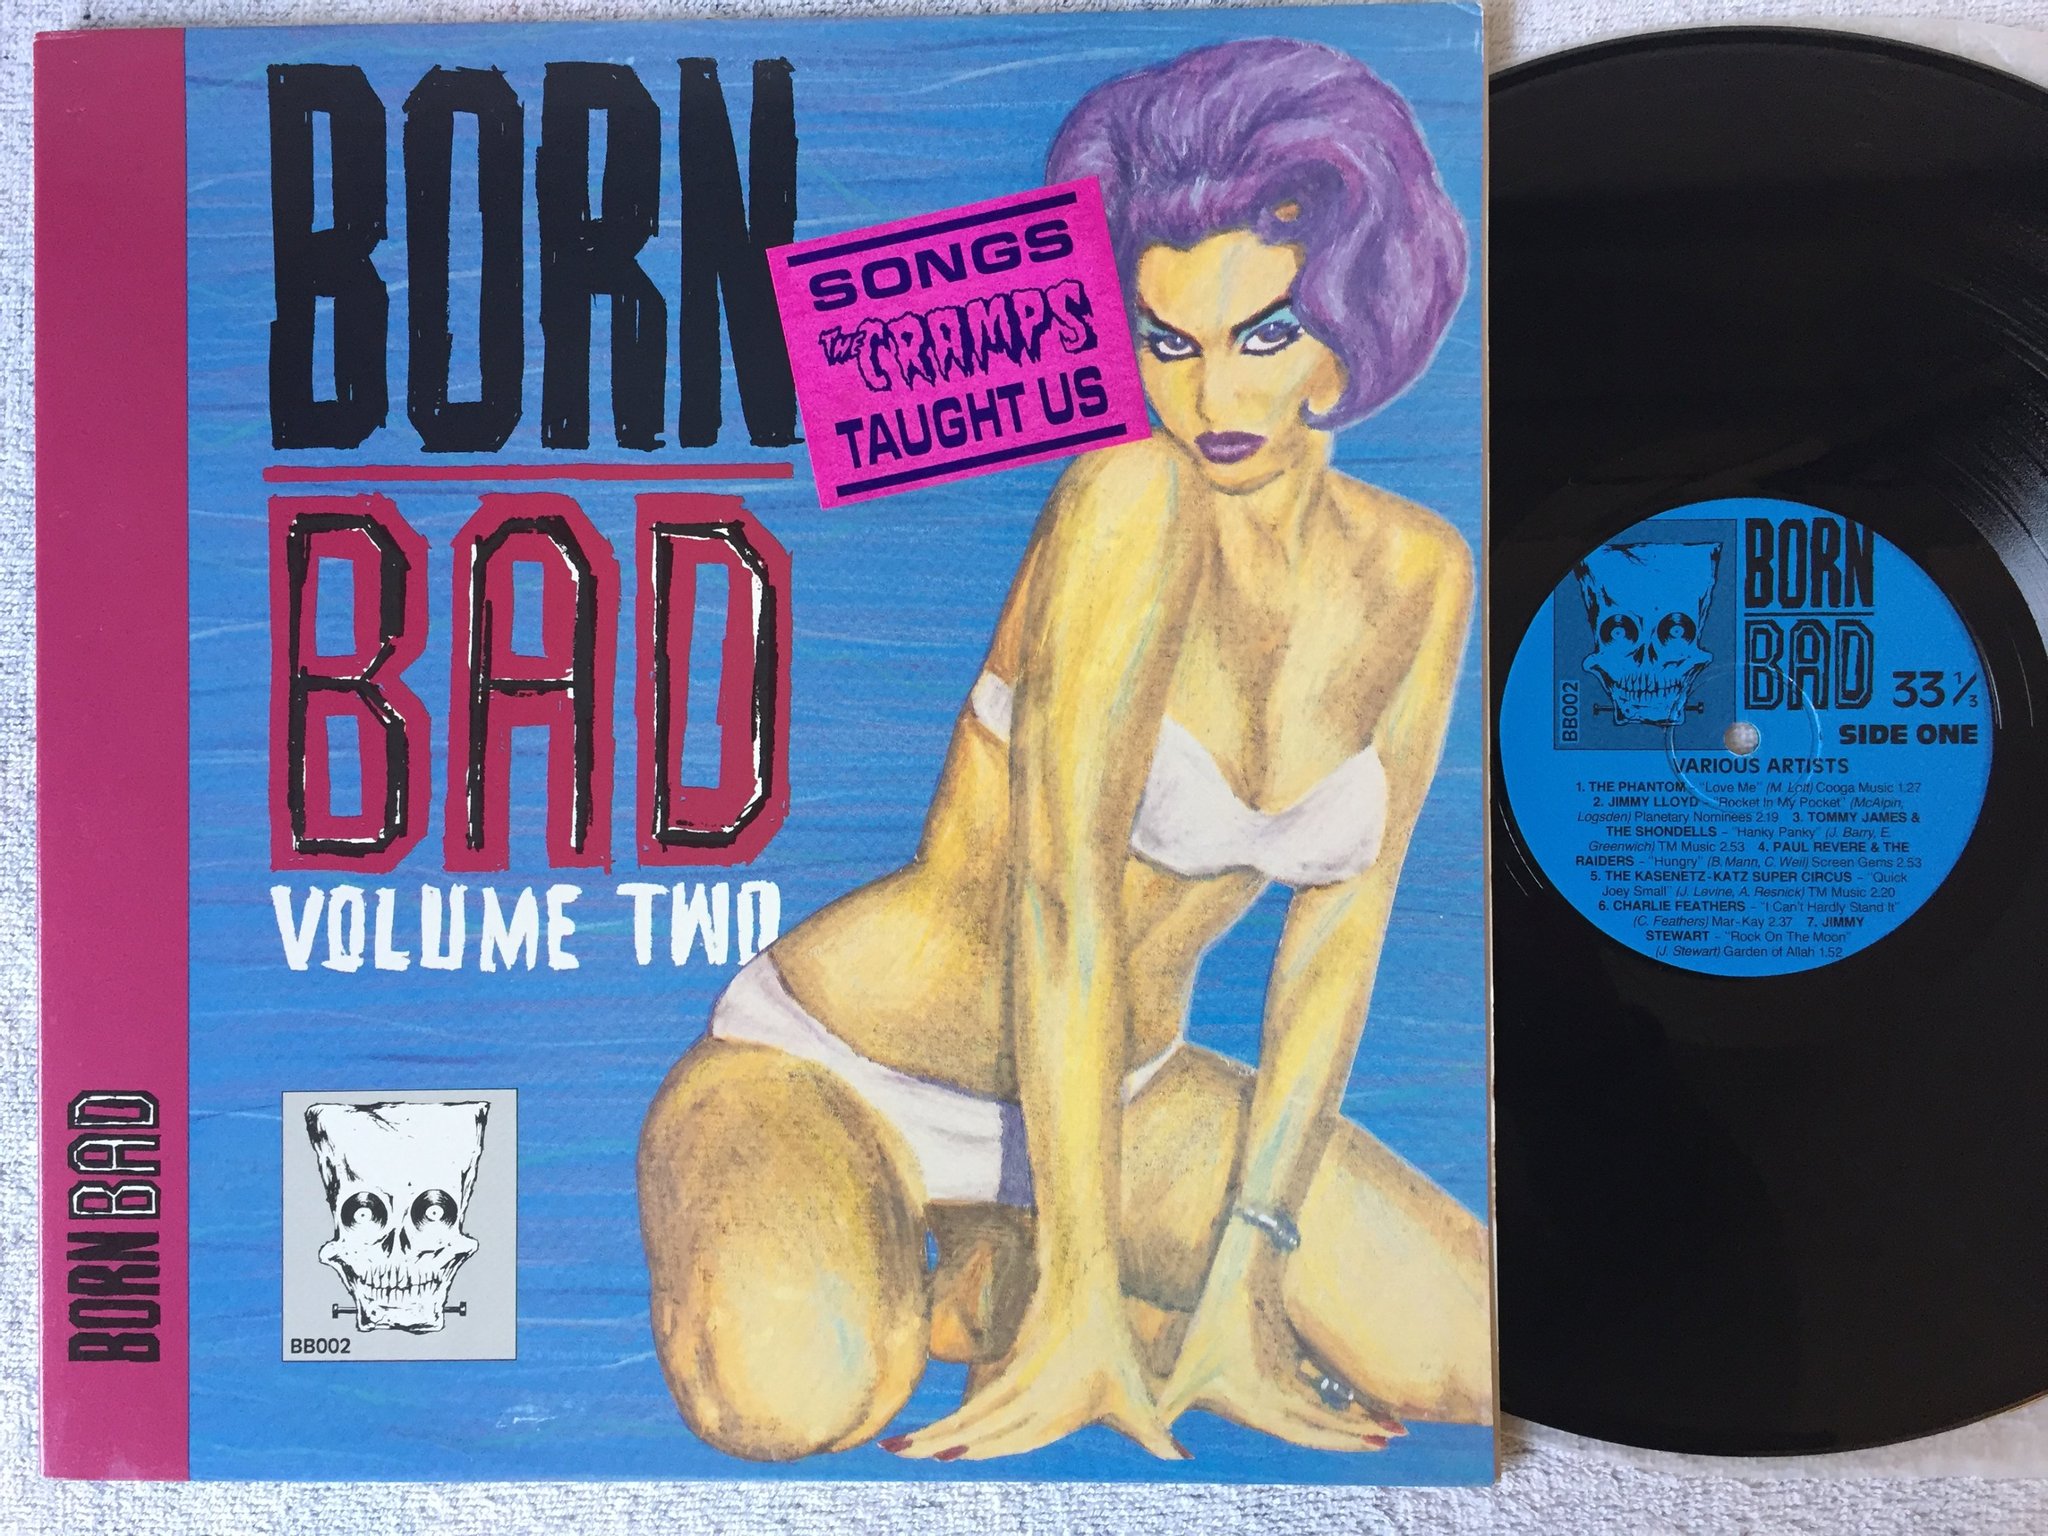 BORN
BAD
VOLUME TWO
SONGS
THE CRAMPS
TAUGHT US
BB002
BORN BAD
BORN
BAD
33 1/3
BB002
SIDE ONE
VARIOUS ARTISTS
1. THE PHANTOM – "Love Me" (M. Lott) Cooga Music 1.27
2. JIMMY LLOYD – "Rocket In My Pocket" (McAlpin,
Logsden) Planetary Nominees 2.19 3. TOMMY JAMES &
THE SHONDELLS – "Hanky Panky" (J. Barry, E.
Greenwich) TM Music 2.53 4. PAUL REVERE & THE
RAIDERS – "Hungry" (B. Mann, C. Weil) Screen Gems 2.53
5. THE KASENETZ-KATZ SUPER CIRCUS – "Quick
Joey Small" (J. Levine, A. Resnick) TM Music 2.20
6. CHARLIE FEATHERS – "I Can't Hardly Stand It"
(C. Feathers) Mar-Kay 2.37 7. JIMMY
STEWART – "Rock On The Moon"
(J. Stewart) Garden of Allah 1.52